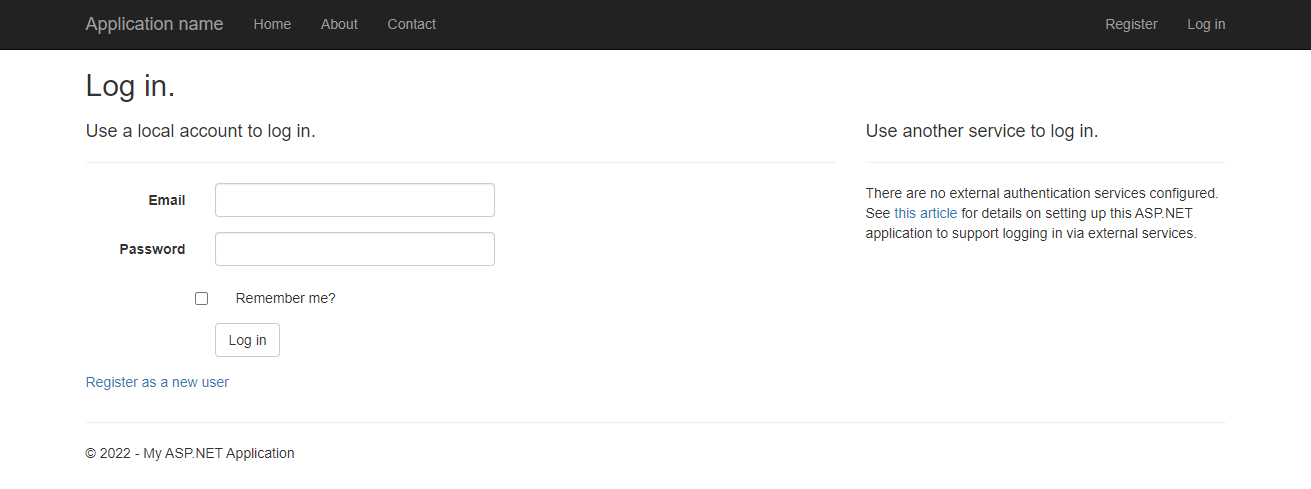 Application name Home About Contact Register Log in
Log in.
Use a local account to log in.
Email
Password
Remember me?
Log in
Register as a new user
Use another service to log in.
There are no external authentication services configured.
See this article for details on setting up this ASP.NET
application to support logging in via external services.
© 2022 - My ASP.NET Application